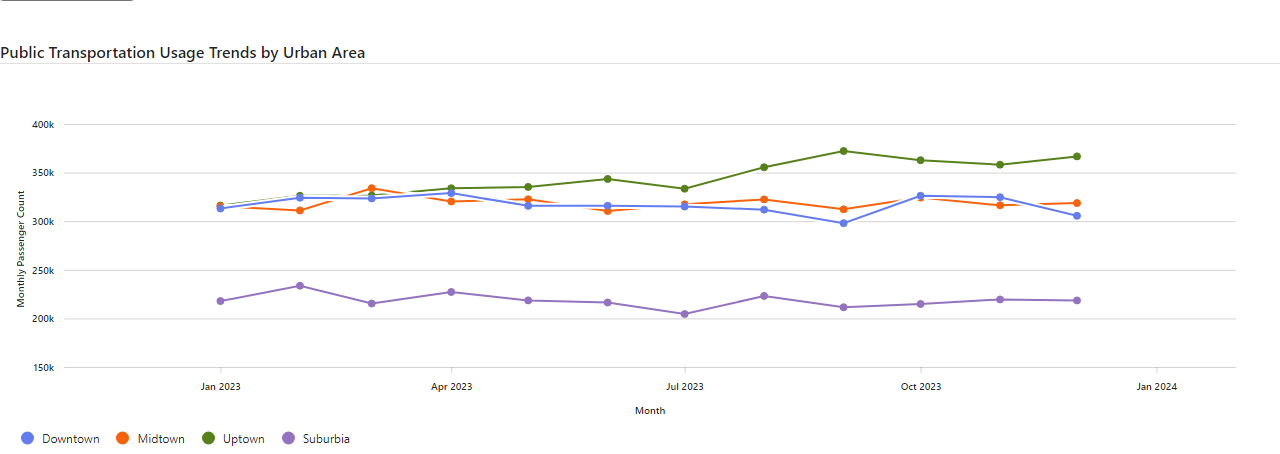 Public Transportation Usage Trends by Urban Area
Monthly Passenger Count
400k
350k
300k
250k
200k
150k
Jan 2023 Apr 2023 Jul 2023 Oct 2023 Jan 2024
Month
Downtown Midtown Uptown Suburbia